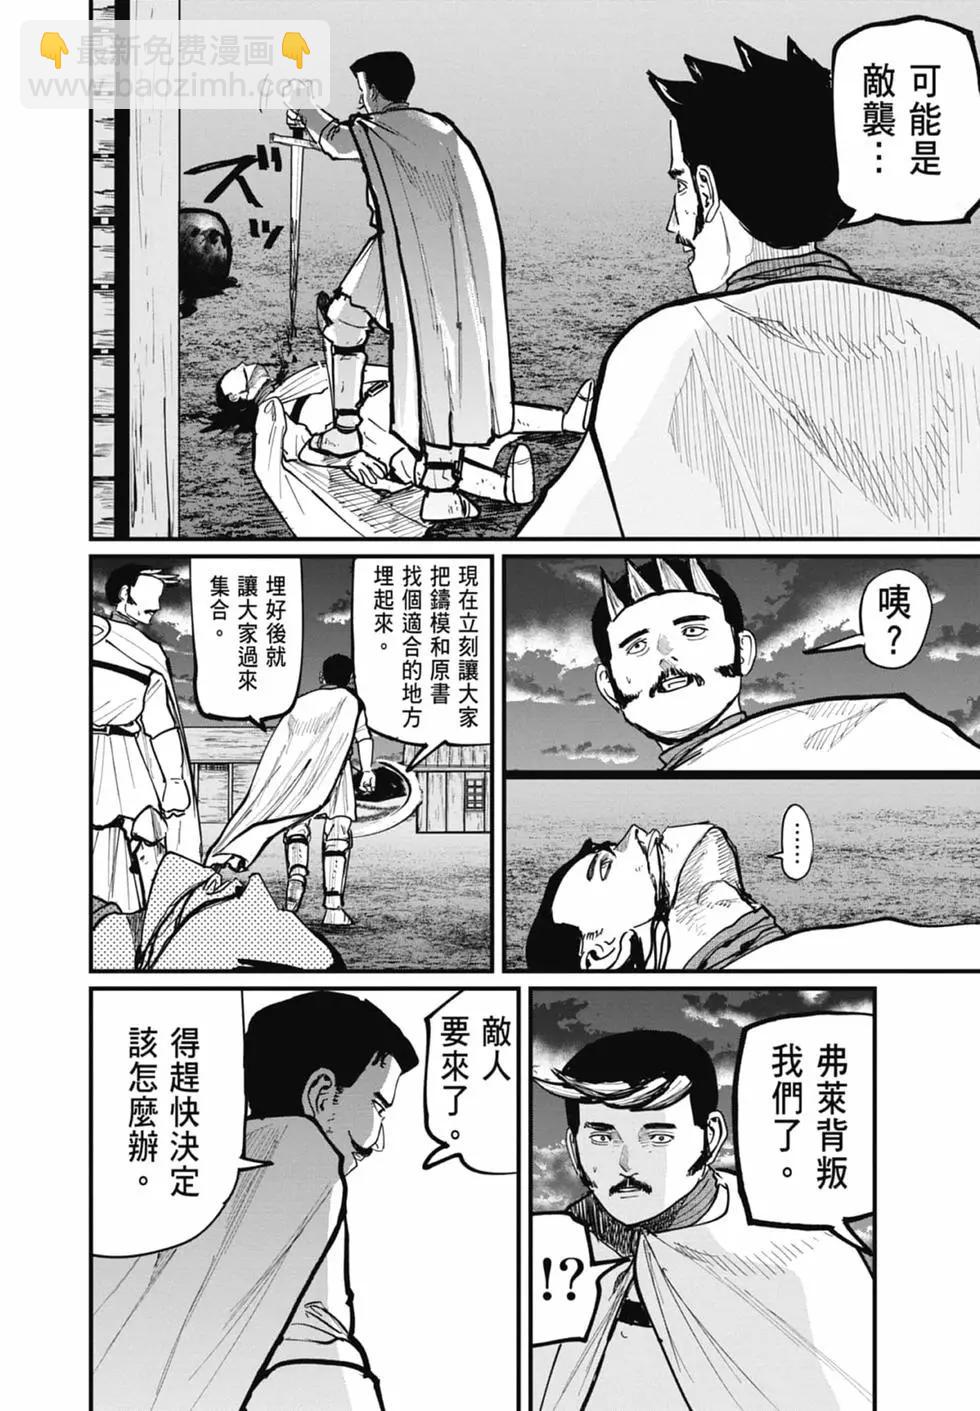 👇最新免费漫画👇
www.baozimh.com
可能是
敵襲…
ズッ
咦？
……
現在立刻讓大家
把鑄模和原書
找個適合的地方
埋起來。
埋好後就
讓大家過來
集合。
弗萊背叛
我們了。
!?
敵人
要來了。
得趕快決定
該怎麼辦。